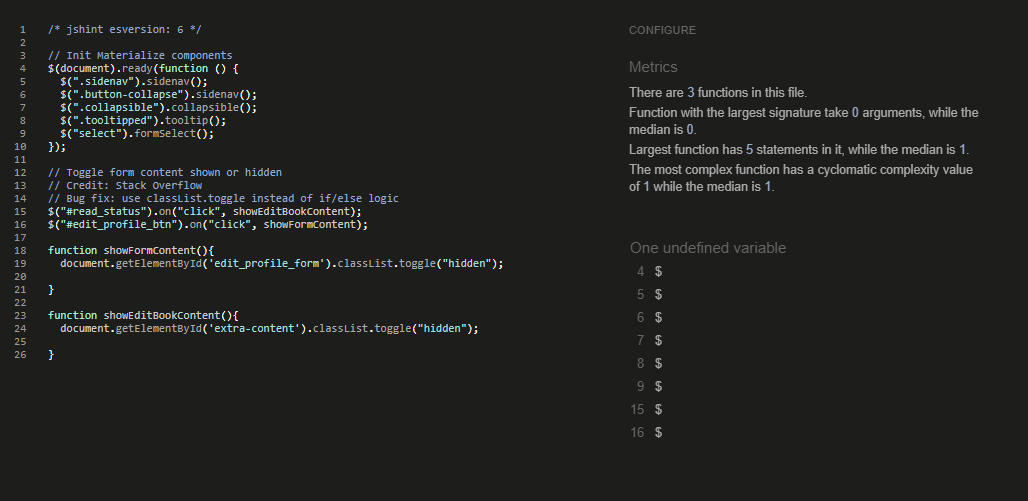 1 /* jshint esversion: 6 */
2
3 // Init Materialize components
4 $(document).ready(function () {
5 $(".sidenav").sidenav();
6 $(".button-collapse").sidenav();
7 $(".collapsible").collapsible();
8 $(".tooltipped").tooltip();
9 $("select").formSelect();
10 });
11
12 // Toggle form content shown or hidden
13 // Credit: Stack Overflow
14 // Bug fix: use classList.toggle instead of if/else logic
15 $("#read_status").on("click", showEditBookContent);
16 $("#edit_profile_btn").on("click", showFormContent);
17
18 function showFormContent(){
19 document.getElementById('edit_profile_form').classList.toggle("hidden");
20
21 }
22
23 function showEditBookContent(){
24 document.getElementById('extra-content').classList.toggle("hidden");
25
26 }
CONFIGURE
Metrics
There are 3 functions in this file.
Function with the largest signature take 0 arguments, while the
median is 0.
Largest function has 5 statements in it, while the median is 1.
The most complex function has a cyclomatic complexity value
of 1 while the median is 1.
One undefined variable
4 $
5 $
6 $
7 $
8 $
9 $
15 $
16 $